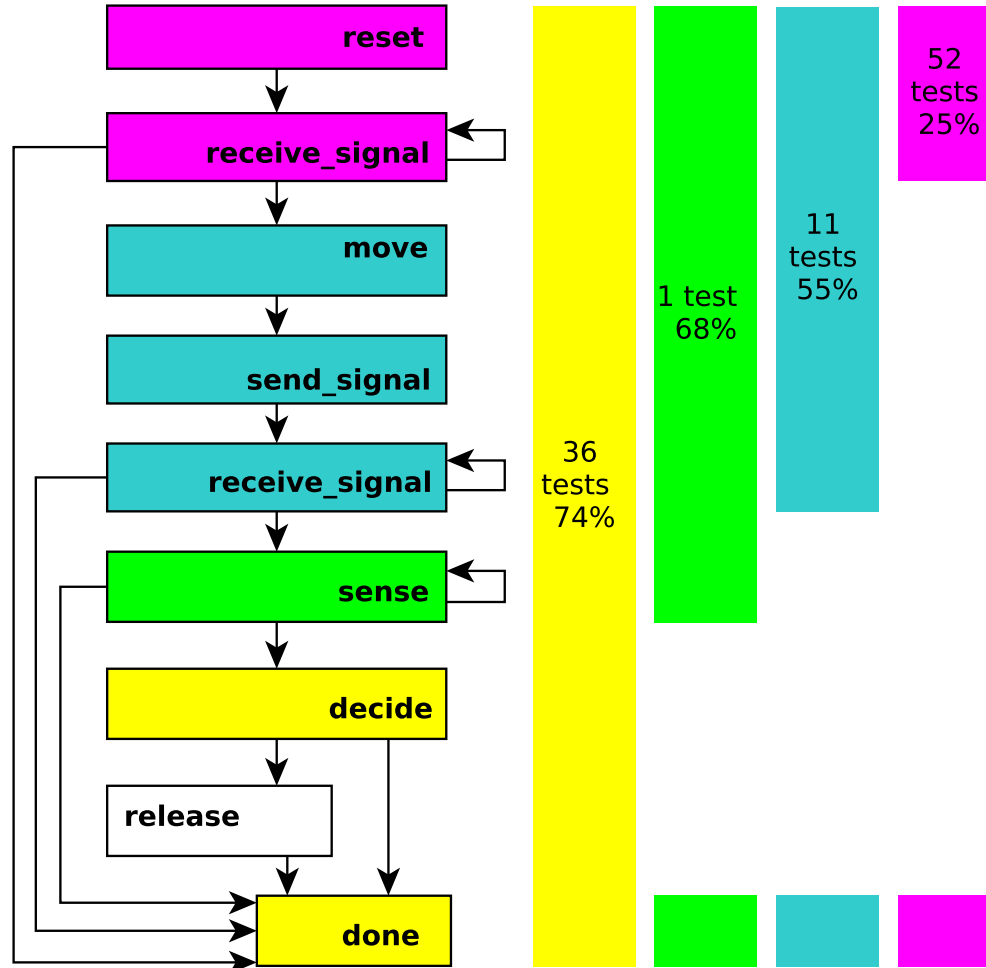 reset
receive_signal
move
send_signal
receive_signal
sense
decide
release
done
36
tests
74%
1 test
68%
11
tests
55%
52
tests
25%